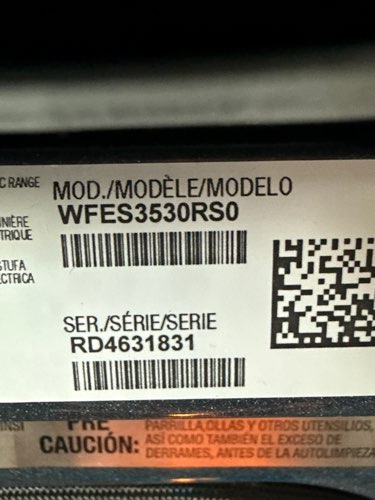 C RANGE
MOD./MODÈLE/MODELO
WFES3530RS0
NIÈRE
TRIQUE
STUFA
CTRICA
SER./SÉRIE/SERIE
RD4631831
PRE
PARRILLA, OLLAS Y OTROS UTENSILIOS,
CAUCIÓN:
ASÍ COMO TAMBIÉN EL EXCESO DE
DERRAMES, ANTES DE LA AUTOLIMPIEZA